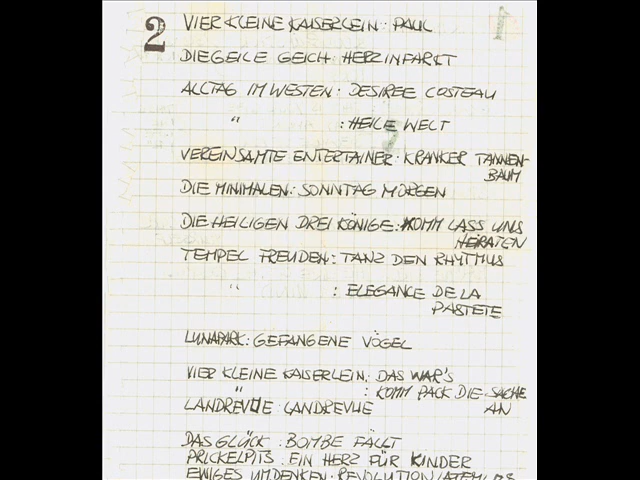 2
VIER KLEINE KAISERLEIN: PAUL
DIE GEILE GEICH: HERZINFARKT
ALLTAG IM WESTEN: DESIREE COSTEAU
" : HEILE WELT
VEREINSAMTE ENTERTAINER: KRANKER TANNEN-
BAUM
DIE MINIMALEN: SONNTAG MORGEN
DIE HEILIGEN DREI KÖNIGE: KOMM LASS UNS
HEIRATEN
TEMPEL FREUDEN: TANZ DEN RHYTMUS
" : ELEGANCE DE LA
PASTETE
LUNAPARK: GEFANGENE VÖGEL
VIER KLEINE KAISERLEIN: DAS WAR'S
" : KOMM PACK DIE SACHE
AN
LANDREVUE LANDREVUE
DAS GLÜCK: BOMBE FÄLLT
PRICKELPITS: EIN HERZ FÜR KINDER
EWIGES UMDENKEN: REVOLUTION/